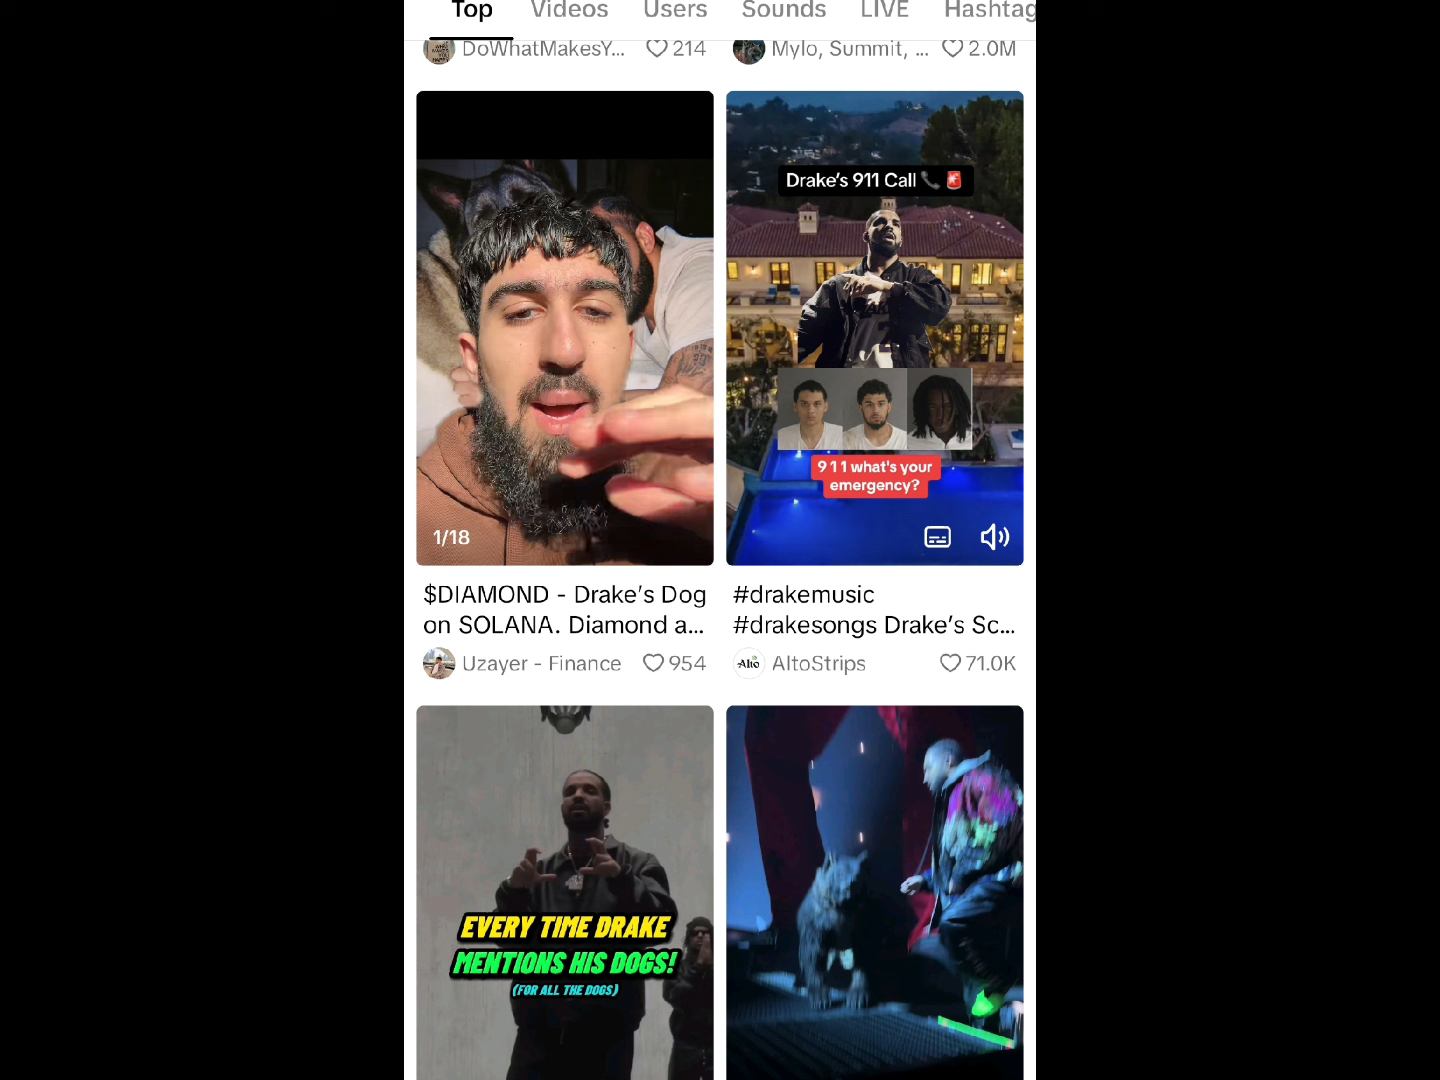 Top Videos Users Sounds LIVE Hashtag
DoWhatMakesY... 214
Mylo, Summit, ... 2.0M
1/18
$DIAMOND - Drake's Dog
on SOLANA. Diamond a...
Uzayer - Finance 954
Drake's 911 Call
911 what's your
emergency?
#drakemusic
#drakesongs Drake's Sc...
Alto
AltoStrips 71.0K
EVERY TIME DRAKE
MENTIONS HIS DOGS!
(FOR ALL THE DOGS)